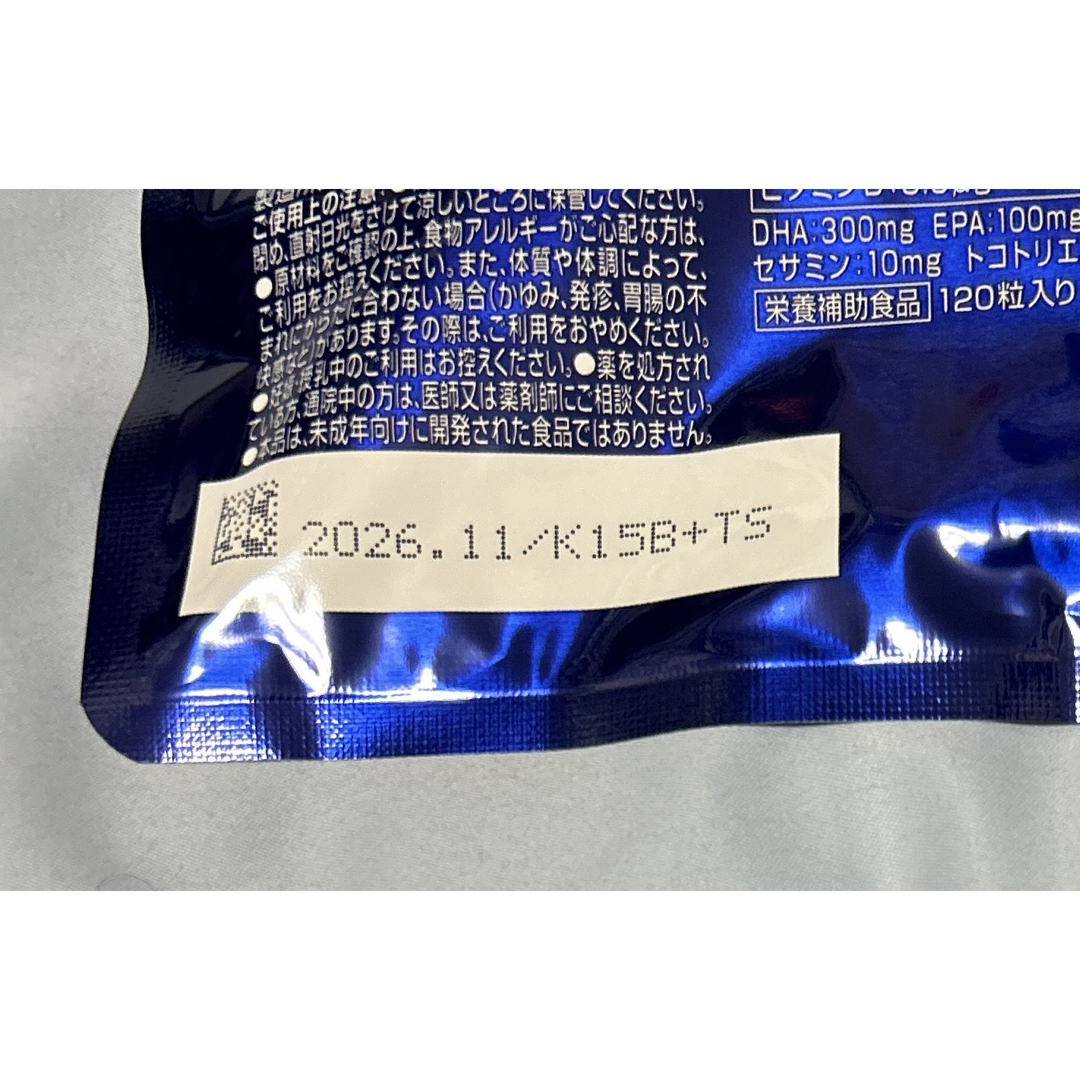 ご使用上の注意
涼しいところに保管してください。
閉め、直射日光をさけて
●原材料をご確認の上、食物アレルギーがご心配な方は、
ご利用をお控えください。また、体質や体調によって、
まれにからだに合わない場合(かゆみ、発疹、胃腸の不
快感など)があります。その際は、ご利用をおやめください。
●妊娠・授乳中のご利用はお控えください。●薬を処方され
ている方、通院中の方は、医師又は薬剤師にご相談ください。
●本品は、未成年向けに開発された食品ではありません。
DHA:300mg EPA:100mg
セサミン:10mg トコトリエ
栄養補助食品 120粒入り
2026.11/K15B+TS